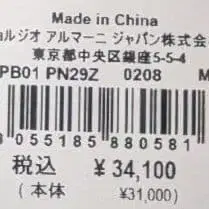 Made in China
ョルジオ アルマーニ ジャパン株式会
東京都中央区銀座5-5-4
PB01 PN29Z 0208
8055185880581
税込 ¥34,100
(本体 ¥31,000)